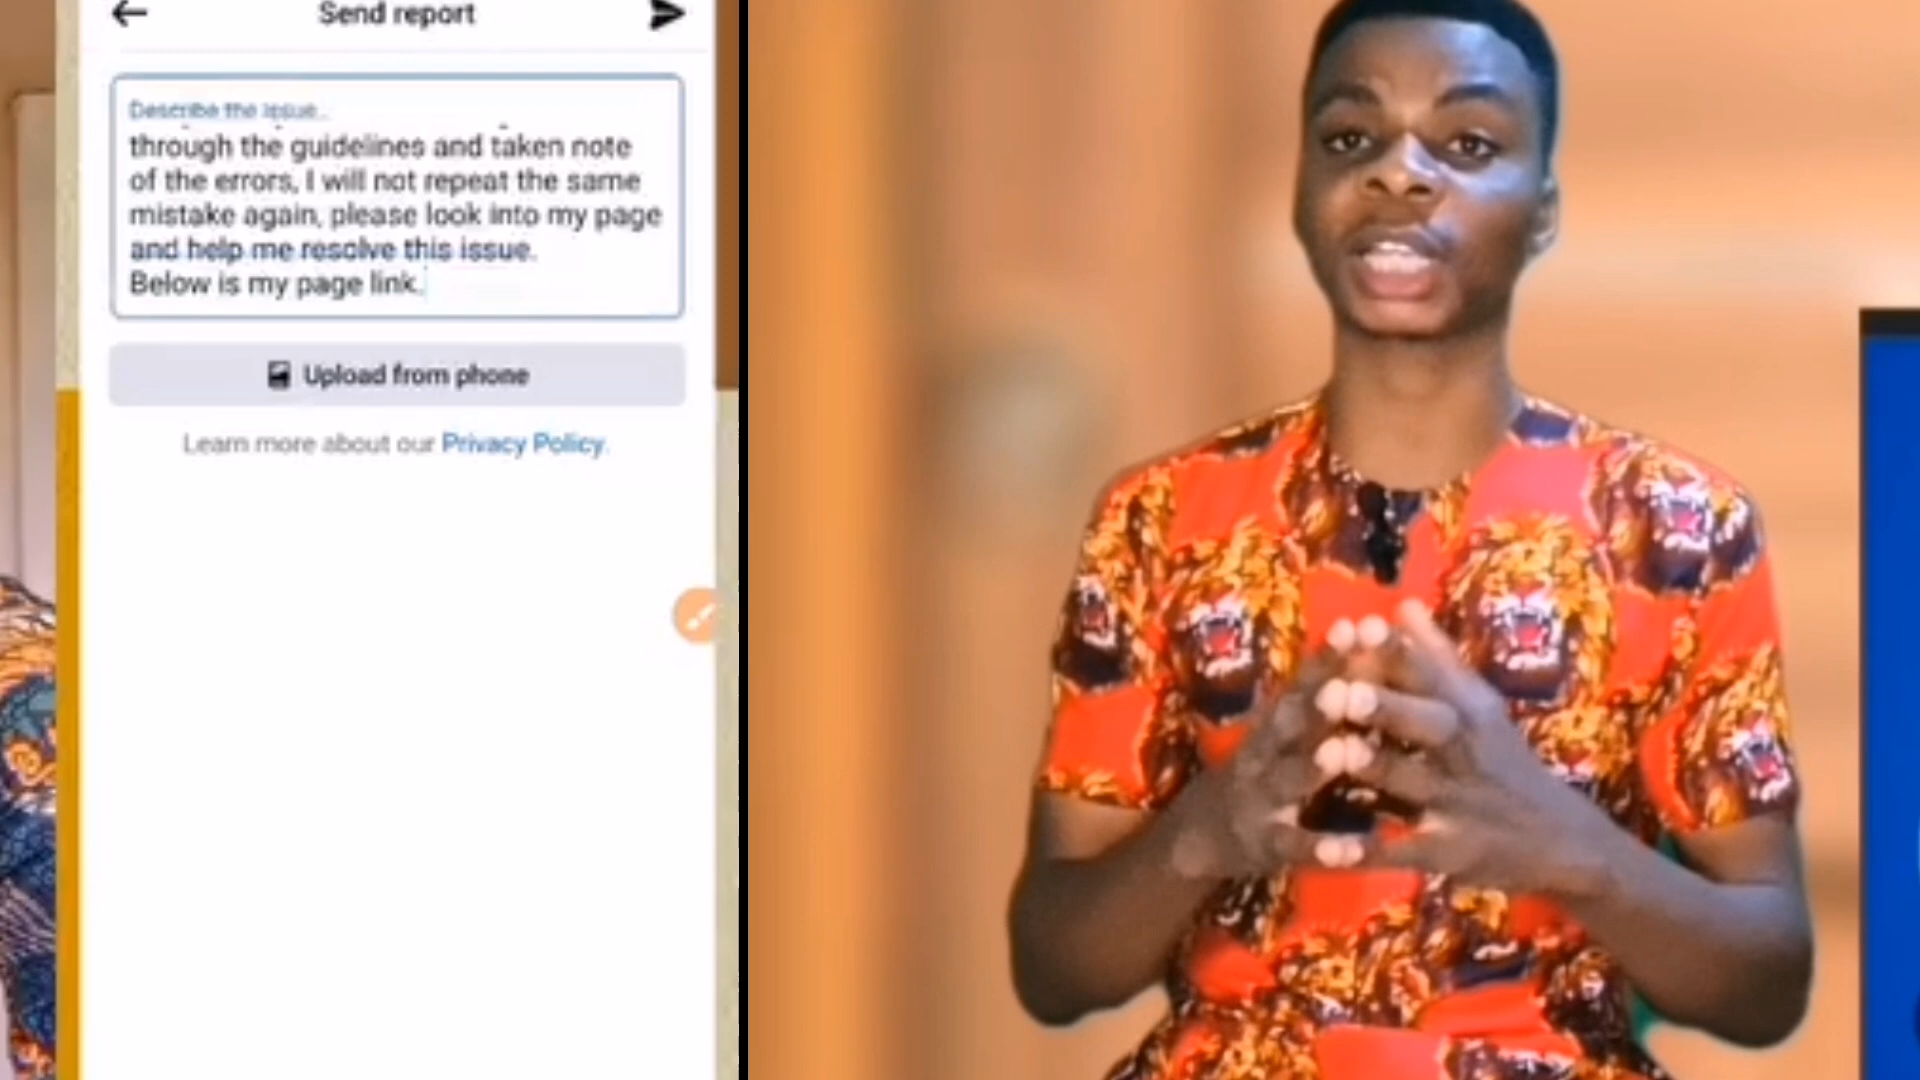 Send report
Describe the issue...
through the guidelines and taken note
of the errors, I will not repeat the same
mistake again, please look into my page
and help me resolve this issue.
Below is my page link.
Upload from phone
Learn more about our Privacy Policy.